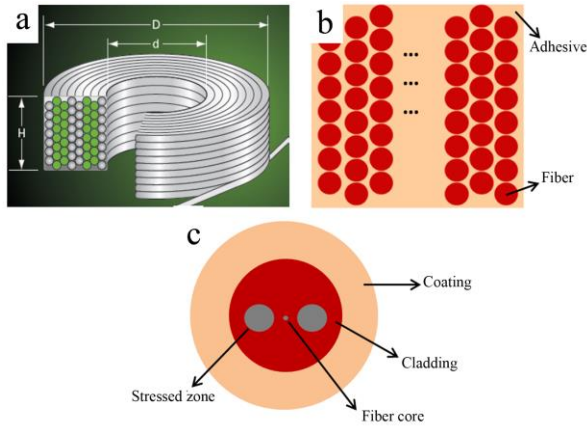 a
D
d
H
b
...
...
...
Adhesive
Fiber
c
Coating
Cladding
Stressed zone
Fiber core